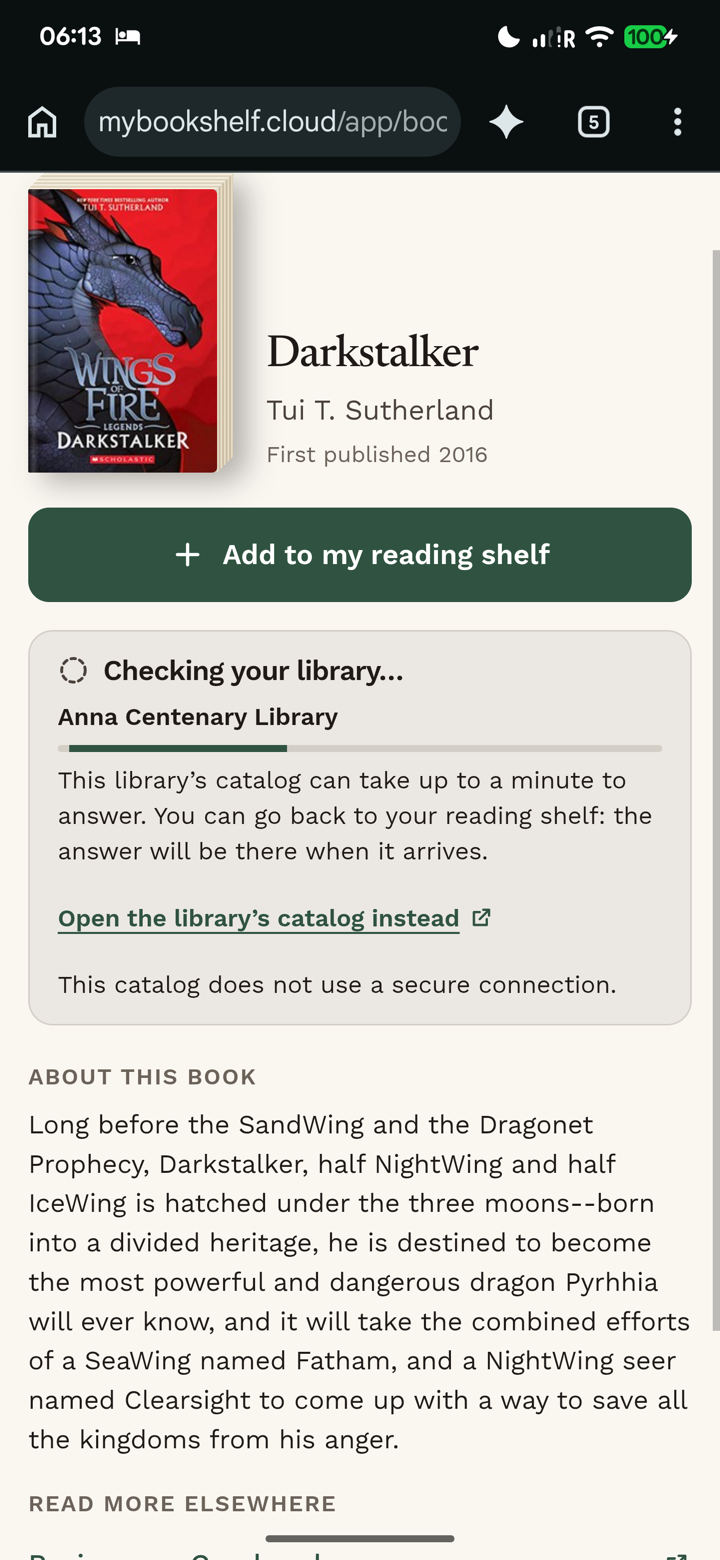 06:13
R
100
mybookshelf.cloud/app/boo
5
NEW YORK TIMES BESTSELLING AUTHOR
TUI T. SUTHERLAND
WINGS
OF
FIRE
LEGENDS
DARKSTALKER
SCHOLASTIC
Darkstalker
Tui T. Sutherland
First published 2016
+ Add to my reading shelf
Checking your library...
Anna Centenary Library
This library’s catalog can take up to a minute to
answer. You can go back to your reading shelf: the
answer will be there when it arrives.
Open the library’s catalog instead
This catalog does not use a secure connection.
ABOUT THIS BOOK
Long before the SandWing and the Dragonet
Prophecy, Darkstalker, half NightWing and half
IceWing is hatched under the three moons--born
into a divided heritage, he is destined to become
the most powerful and dangerous dragon Pyrhhia
will ever know, and it will take the combined efforts
of a SeaWing named Fatham, and a NightWing seer
named Clearsight to come up with a way to save all
the kingdoms from his anger.
READ MORE ELSEWHERE